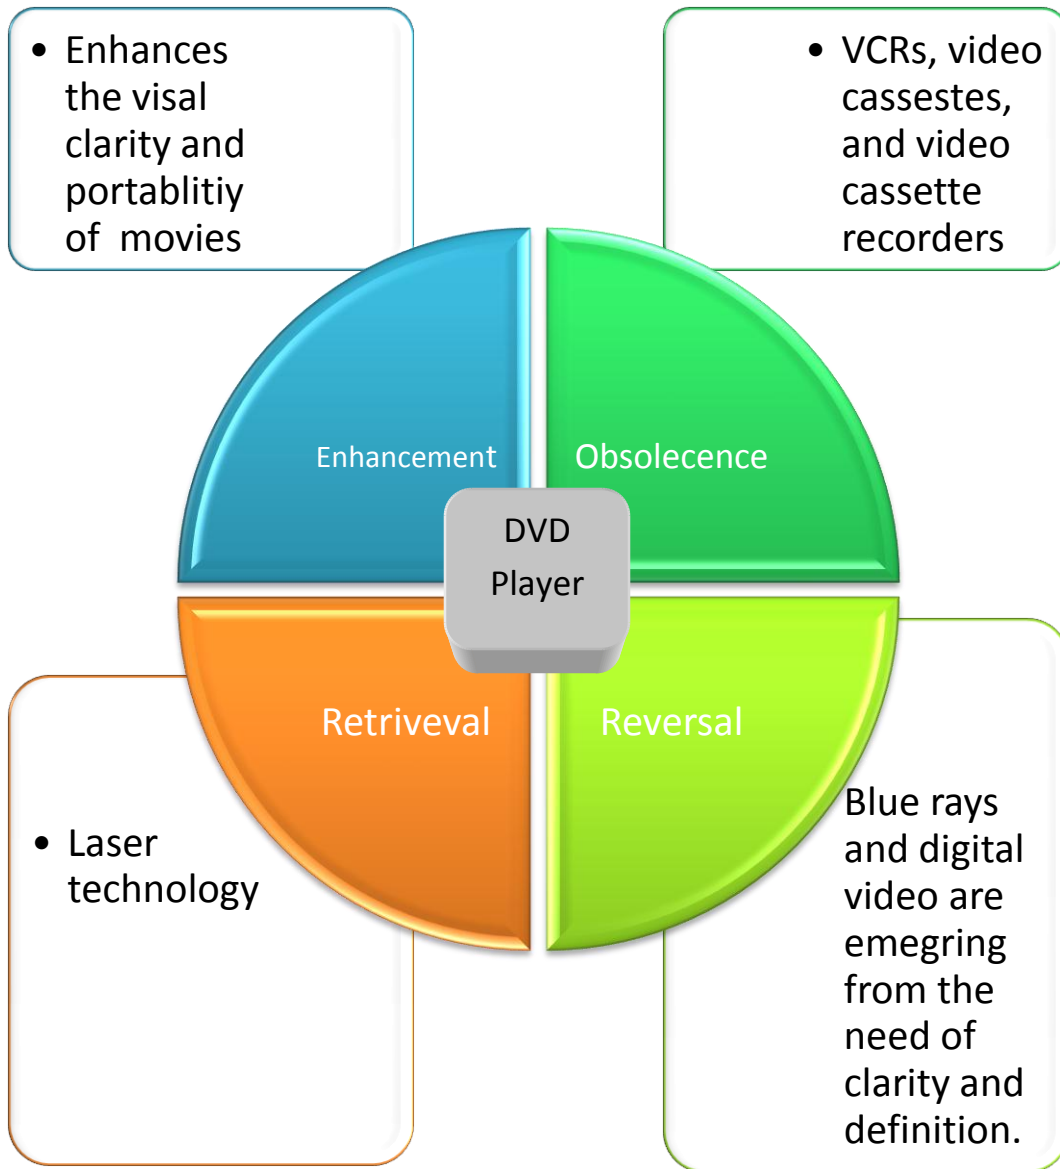 • Enhances
the visal
clarity and
portablitiy
of movies
• VCRs, video
cassestes,
and video
cassette
recorders
Enhancement
Obsolecence
DVD
Player
Retriveval
Reversal
• Laser
technology
Blue rays
and digital
video are
emegring
from the
need of
clarity and
definition.